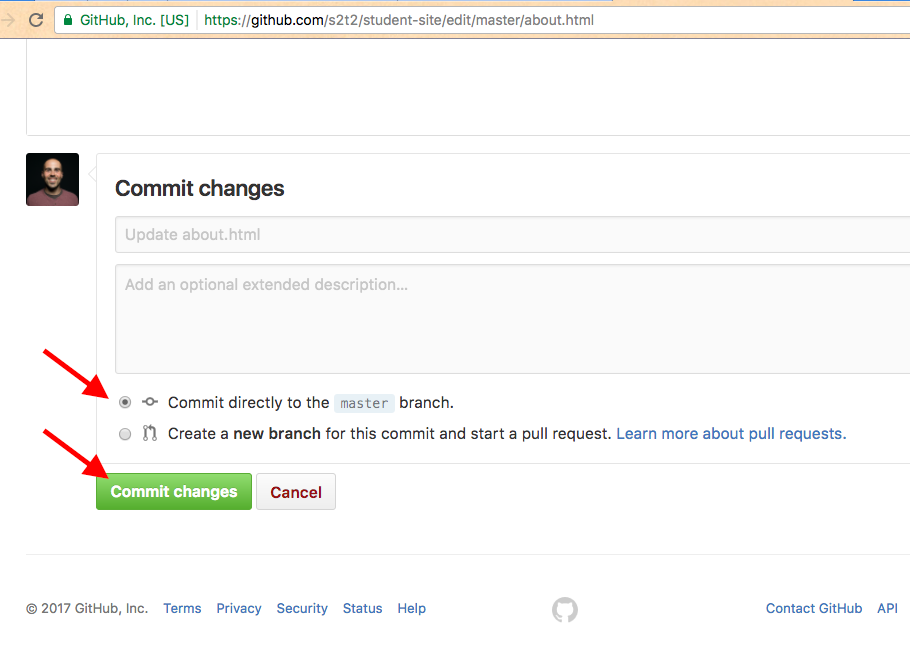 GitHub, Inc. [US] https://github.com/s2t2/student-site/edit/master/about.html
Commit changes
Update about.html
Add an optional extended description...
Commit directly to the master branch.
Create a new branch for this commit and start a pull request. Learn more about pull requests.
Commit changes Cancel
© 2017 GitHub, Inc. Terms Privacy Security Status Help Contact GitHub API